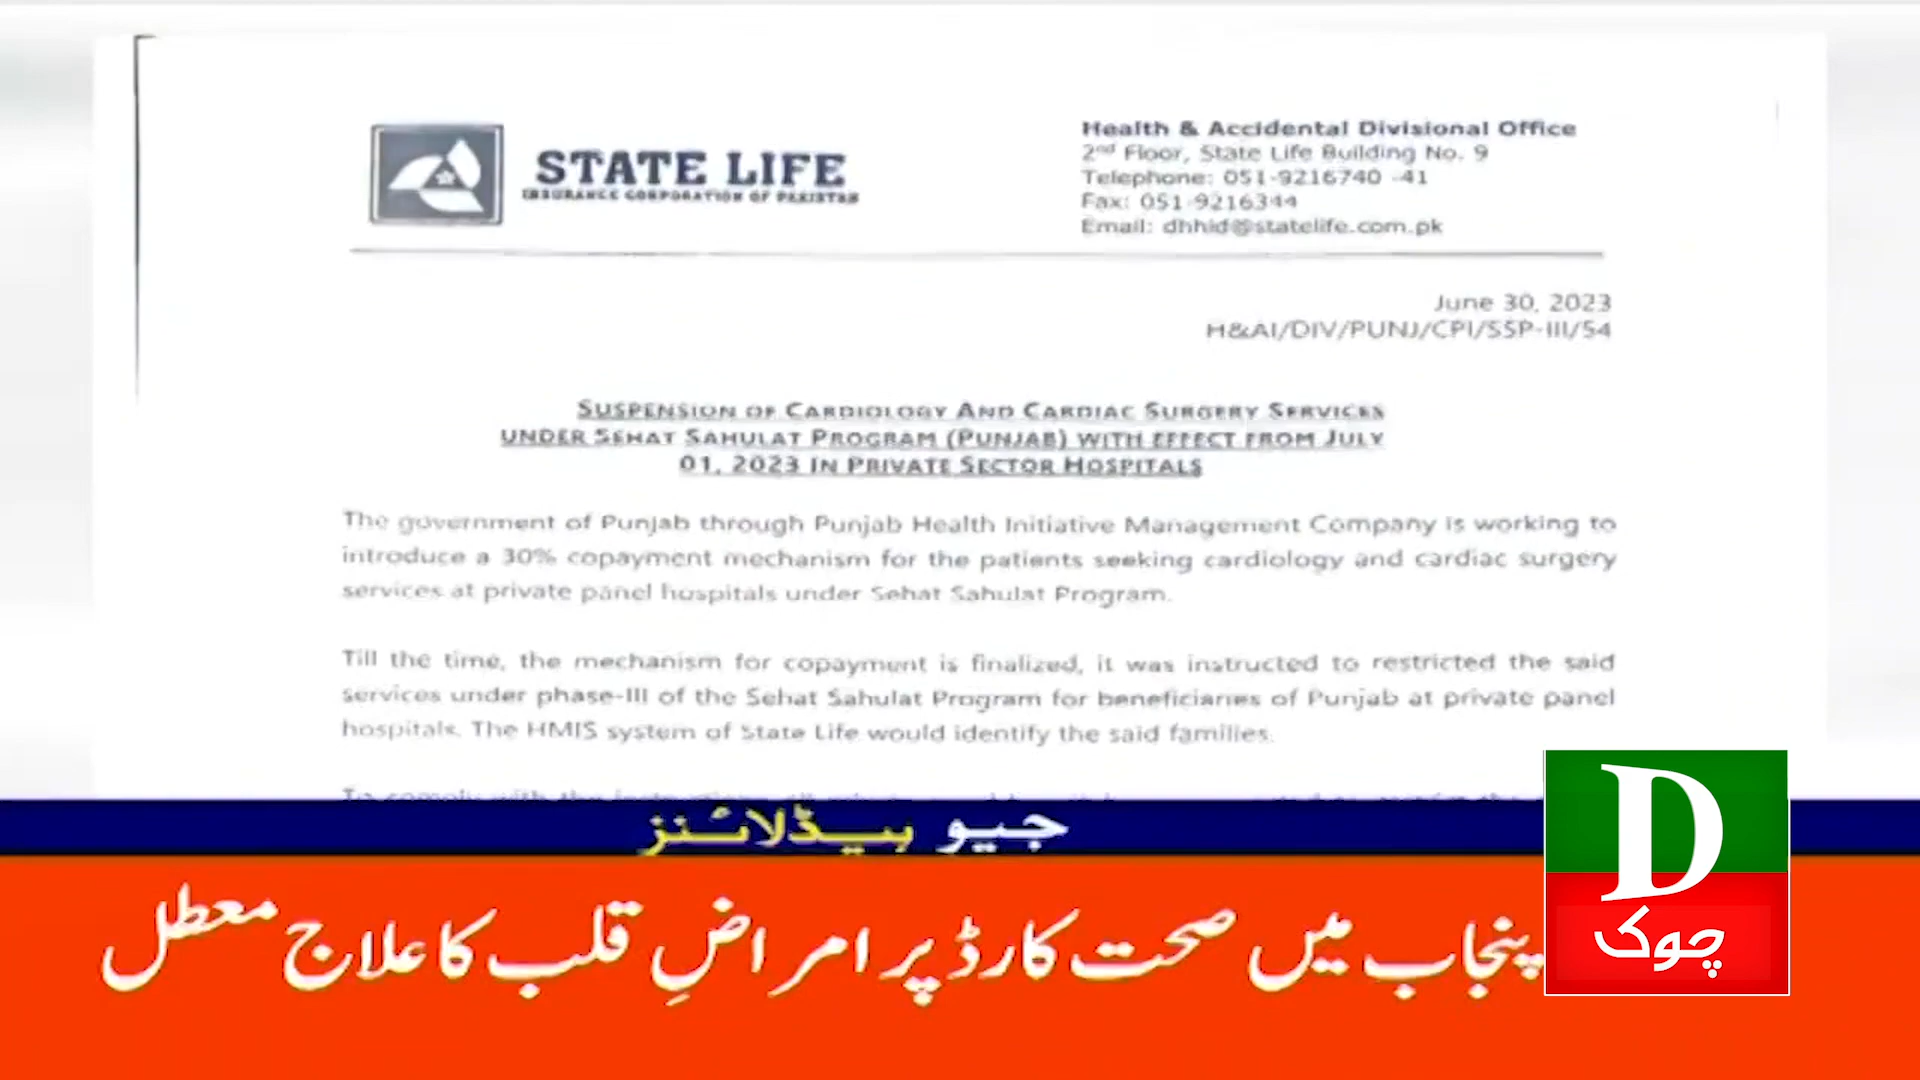 STATE LIFE
INSURANCE CORPORATION OF PAKISTAN
Health & Accidental Divisional Office
2nd Floor, State Life Building No. 9
Telephone: 051-9216740 -41
Fax: 051-9216344
Email: dhhid@statelife.com.pk
June 30, 2023
H&AI/DIV/PUNJ/CPI/SSP-III/54
SUSPENSION OF CARDIOLOGY AND CARDIAC SURGERY SERVICES
UNDER SEHAT SAHULAT PROGRAM (PUNJAB) WITH EFFECT FROM JULY
01, 2023 IN PRIVATE SECTOR HOSPITALS
The government of Punjab through Punjab Health Initiative Management Company is working to
introduce a 30% copayment mechanism for the patients seeking cardiology and cardiac surgery
services at private panel hospitals under Sehat Sahulat Program.
Till the time, the mechanism for copayment is finalized, it was instructed to restricted the said
services under phase-III of the Sehat Sahulat Program for beneficiaries of Punjab at private panel
hospitals. The HMIS system of State Life would identify the said families.
To comply with the
جیو ہیڈلائنز
پنجاب میں صحت کارڈ پر امراضِ قلب کا علاج معطل
D
چوک